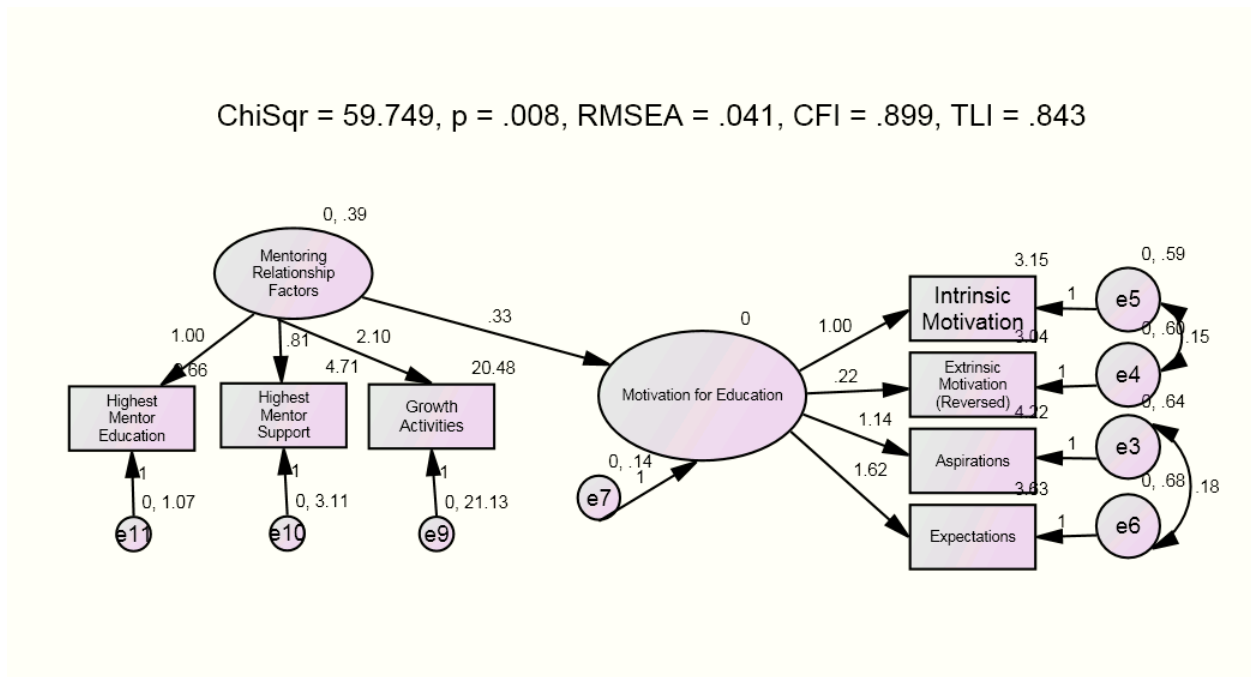 ChiSqr = 59.749, p = .008, RMSEA = .041, CFI = .899, TLI = .843
0, .39
Mentoring
Relationship
Factors
.33
0
1.00
.81
2.10
.66
4.71
20.48
Highest
Mentor
Education
Highest
Mentor
Support
Growth
Activities
1
1
1
0, 1.07
0, 3.11
0, 21.13
e11
e10
e9
Motivation for Education
0, .14
1
e7
1.00
.22
1.14
1.62
3.15
Intrinsic
Motivation
1
0, .59
e5
3.04
Extrinsic
Motivation
(Reversed)
1
0, .60
e4
.15
4.22
Aspirations
1
0, .64
e3
3.63
Expectations
1
0, .68
e6
.18